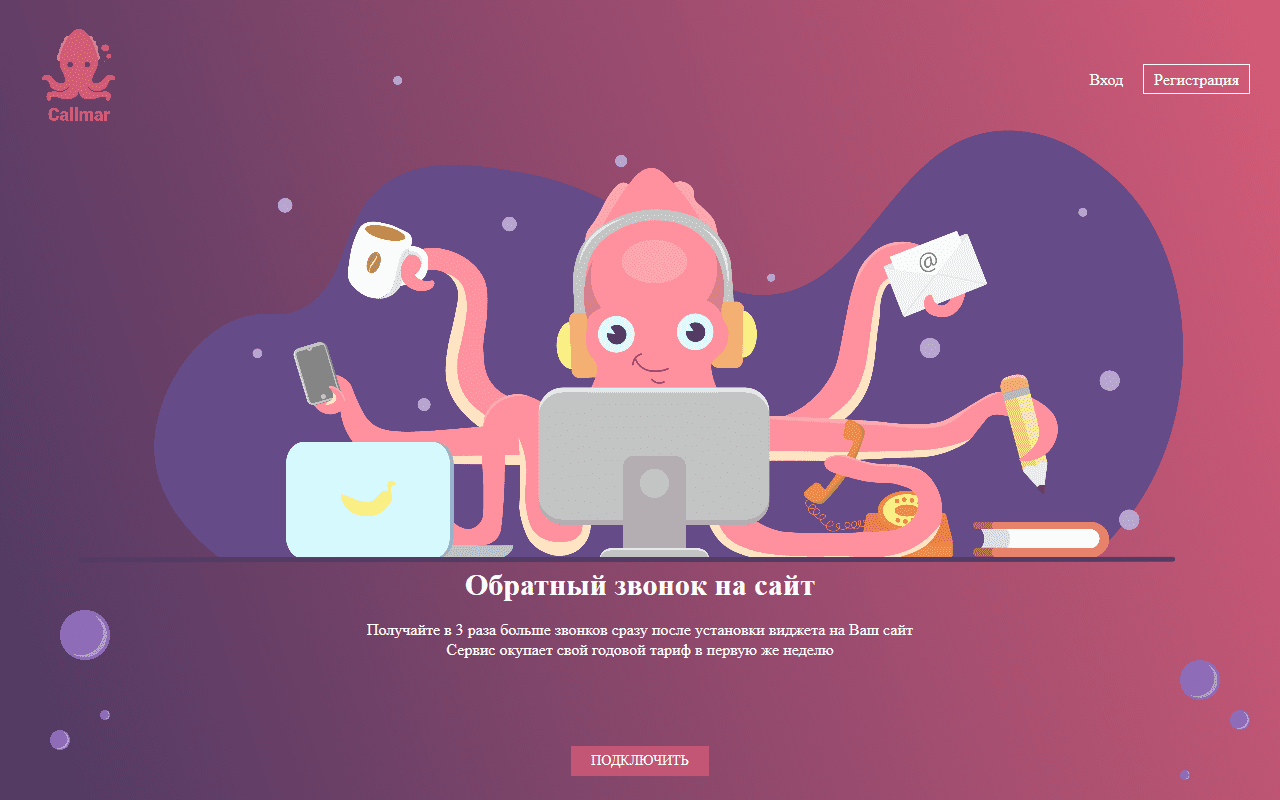 Callmar
Вход
Регистрация
@
Обратный звонок на сайт
Получайте в 3 раза больше звонков сразу после установки виджета на Ваш сайт
Сервис окупает свой годовой тариф в первую же неделю
ПОДКЛЮЧИТЬ